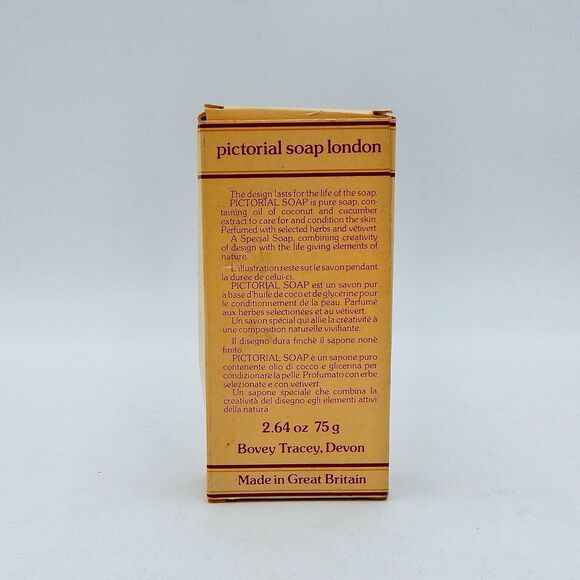 pictorial soap london
The design lasts for the life of the soap.
PICTORIAL SOAP is pure soap, con-
taining oil of coconut and cucumber
extract to care for and condition the skin.
Perfumed with selected herbs and vétivert.
A Special Soap, combining creativity
of design with the life giving elements of
nature.
L'illustration reste sur le savon pendant
la durée de celui-ci.
PICTORIAL SOAP est un savon pur
à base d'huile de coco et de glycérine pour
le conditionnement de la peau. Parfumé
aux herbes selectionées et au vétivert.
Un savon spécial qui allie la créativité à
une composition naturelle vivifiante.
Il disegno dura finchè il sapone nonè
finito.
PICTORIAL SOAP è un sapone puro
contenente olio di cocco e glicerina per
condizionare la pelle. Profumato con erbe
selezionate e con vétivert.
Un sapone speciale che combina la
creatività del disegno egli elementi attivi
della natura
2.64 oz 75 g
Bovey Tracey, Devon
Made in Great Britain